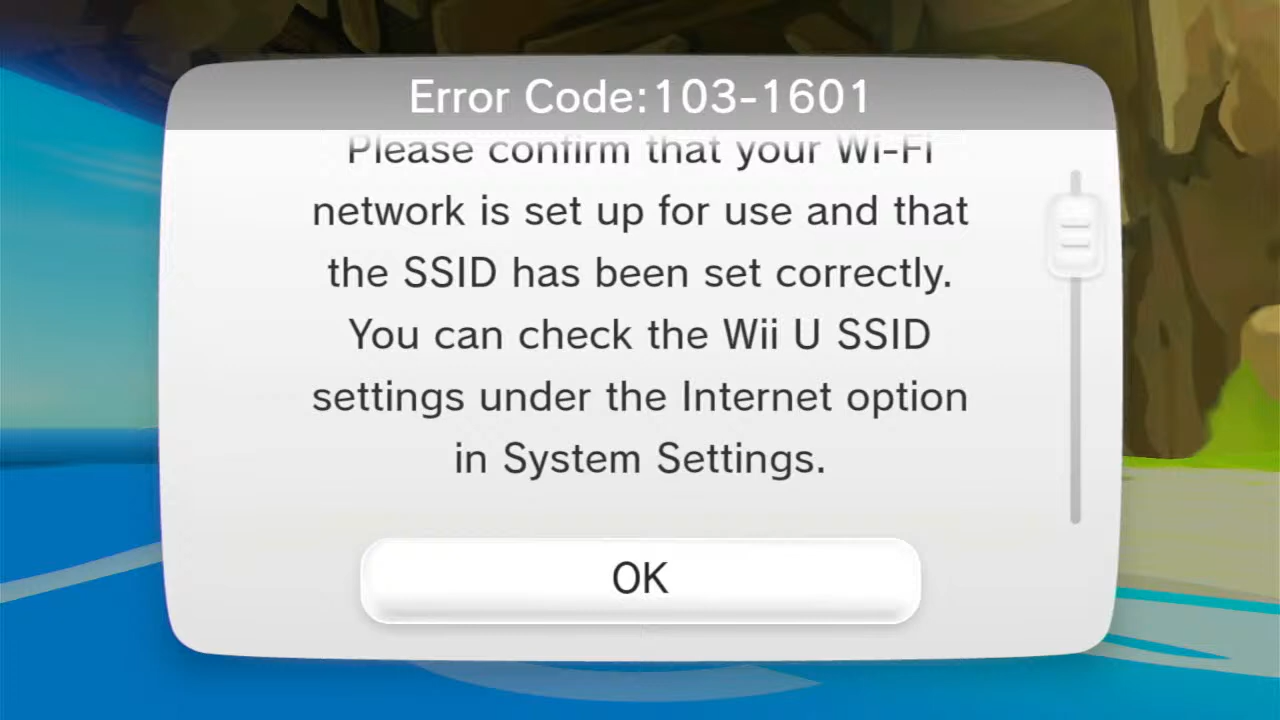 Error Code:103-1601
Please confirm that your Wi-Fi
network is set up for use and that
the SSID has been set correctly.
You can check the Wii U SSID
settings under the Internet option
in System Settings.
OK